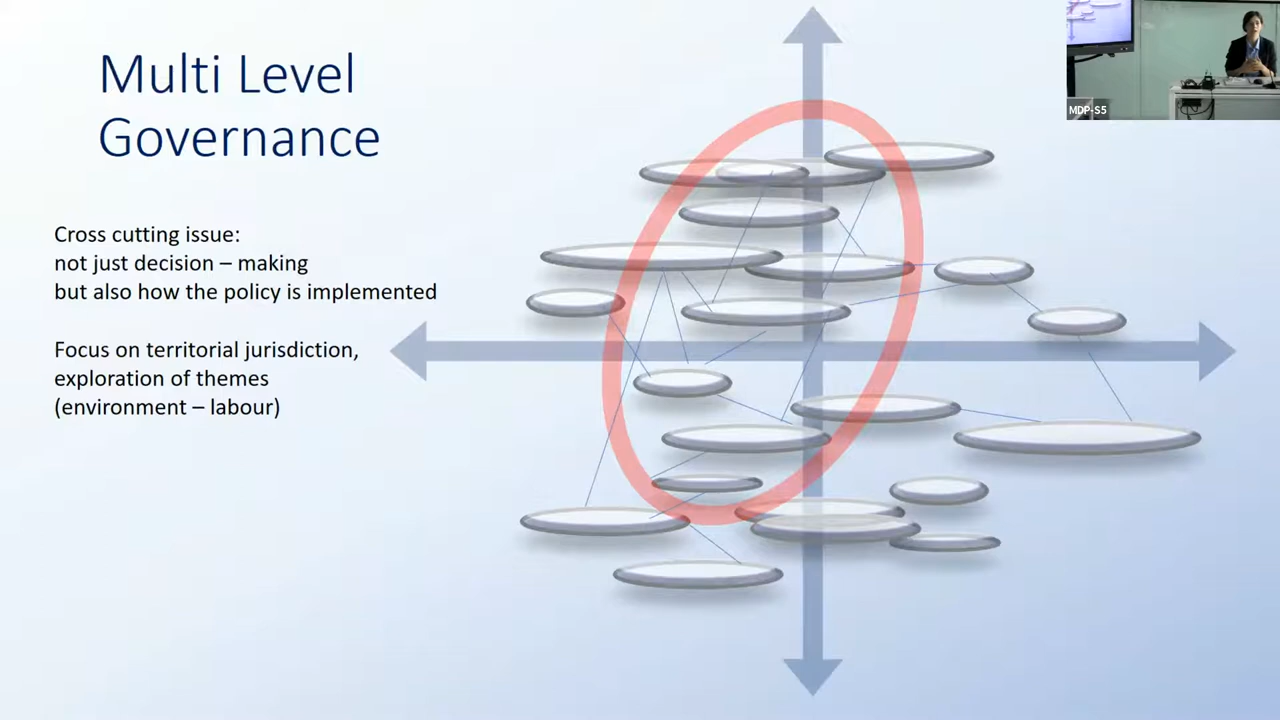 Multi Level
Governance
Cross cutting issue:
not just decision – making
but also how the policy is implemented
Focus on territorial jurisdiction,
exploration of themes
(environment – labour)
MDP-S5